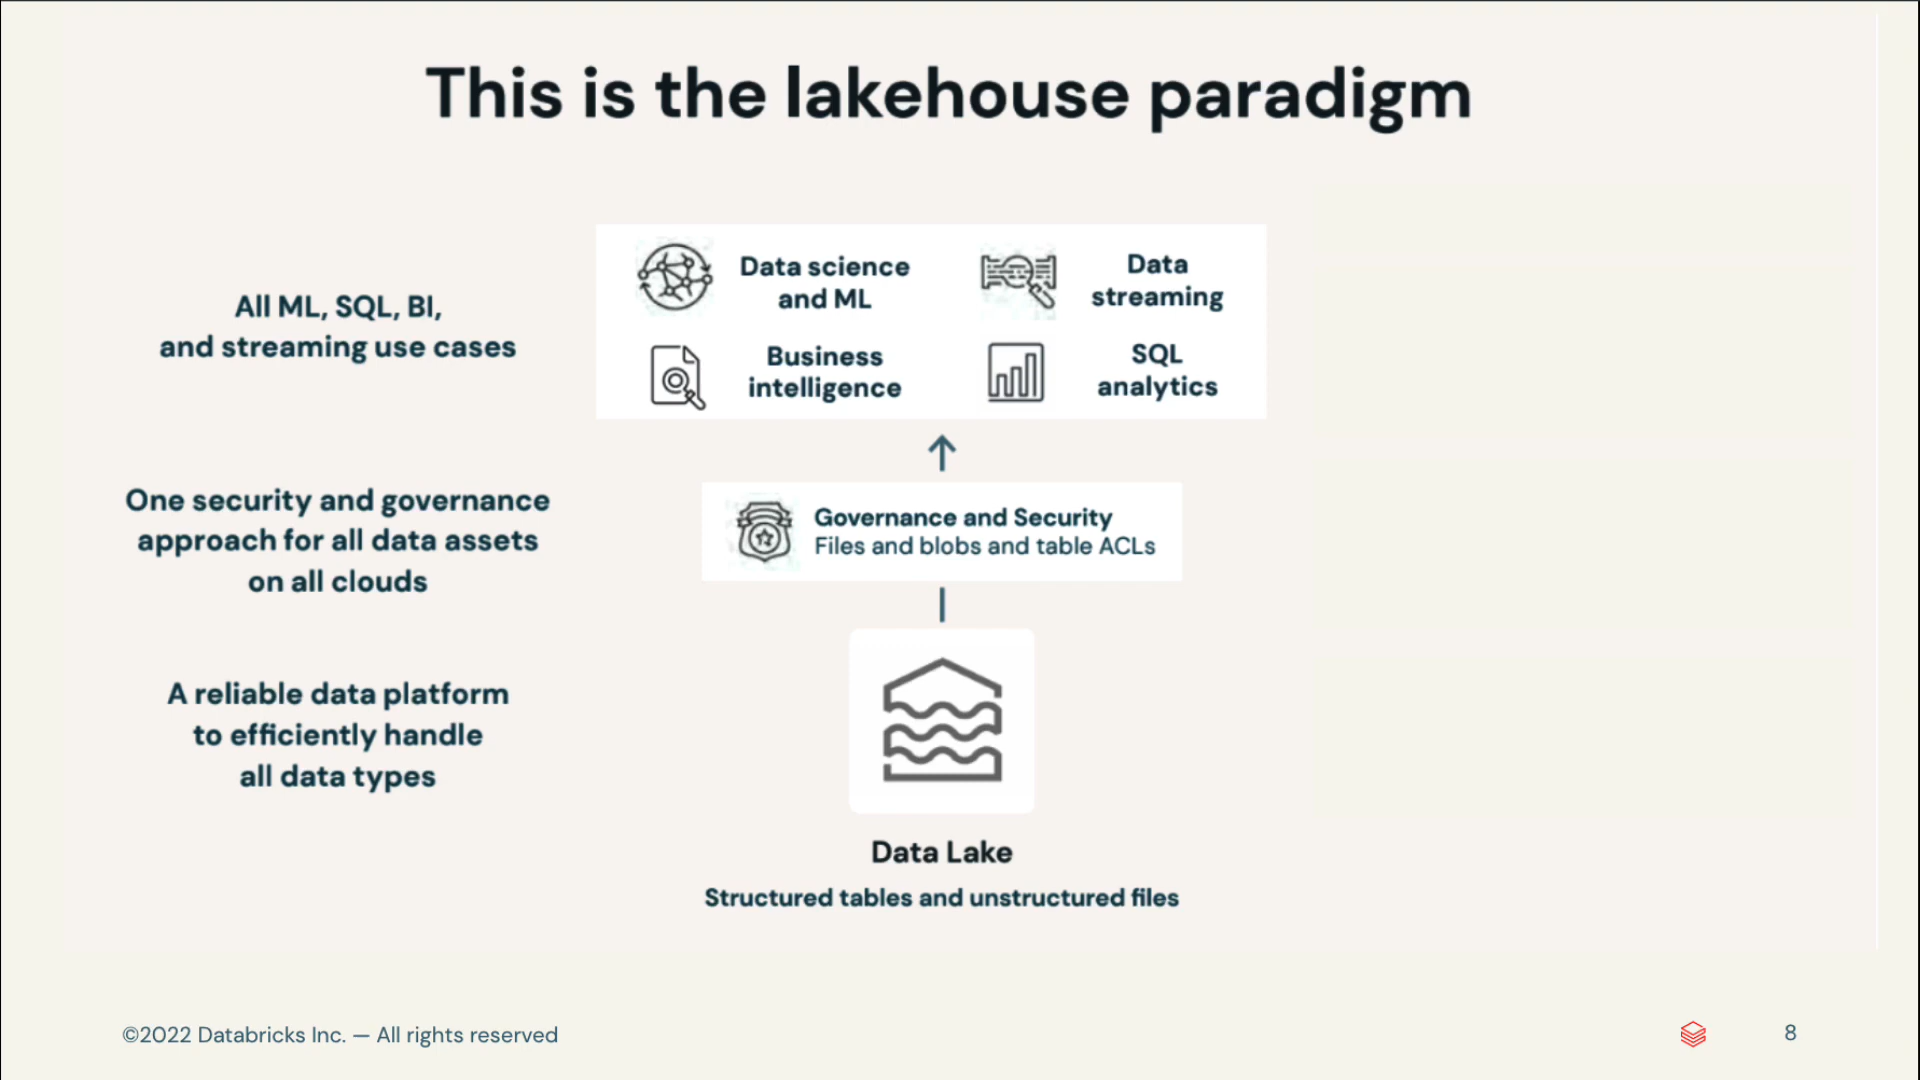 This is the lakehouse paradigm
All ML, SQL, BI,
and streaming use cases
Data science
and ML
Data
streaming
Business
intelligence
SQL
analytics
One security and governance
approach for all data assets
on all clouds
Governance and Security
Files and blobs and table ACLs
A reliable data platform
to efficiently handle
all data types
Data Lake
Structured tables and unstructured files
©2022 Databricks Inc. — All rights reserved
8